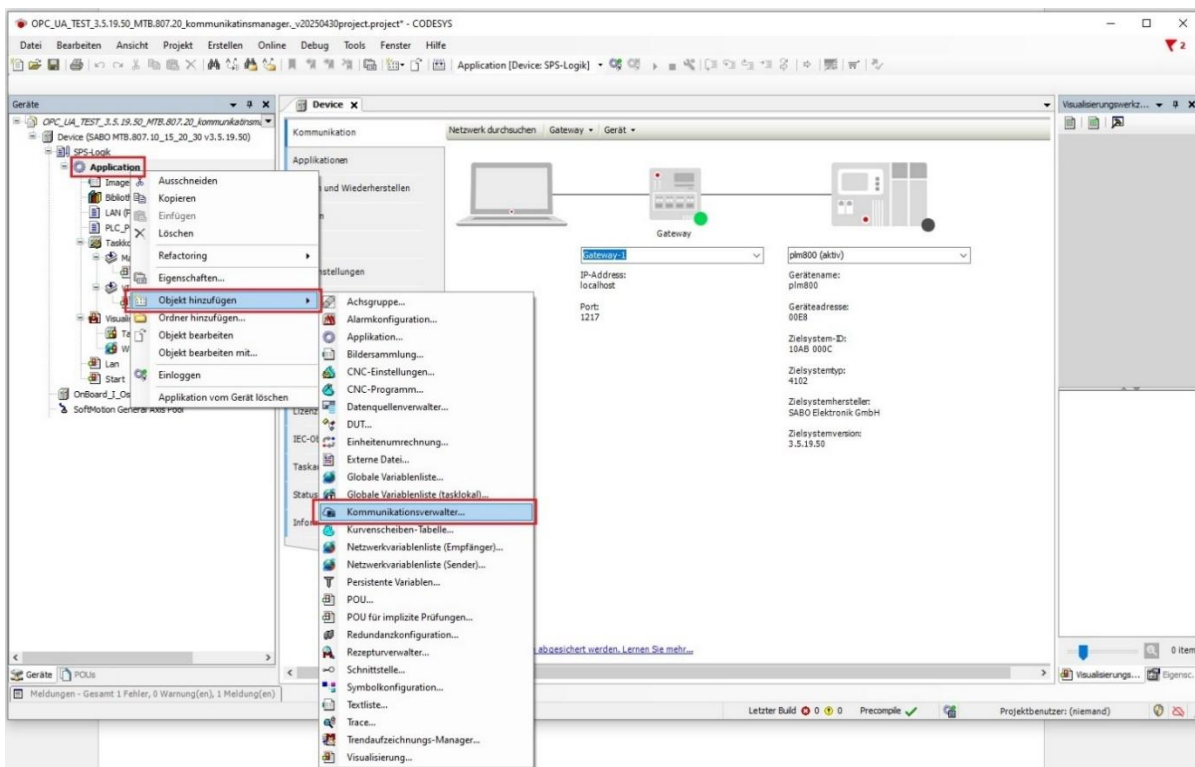 OPC_UA_TEST_3.5.19.50_MTB.807.20_kommunikatinsmanager._v20250430project.project* - CODESYS
Datei Bearbeiten Ansicht Projekt Erstellen Online Debug Tools Fenster Hilfe
2
Application [Device: SPS-Logik]
Geräte
OPC_UA_TEST_3.5.19.50_MTB.807.20_kommunikatinsma
Device (SABO MTB.807.10_15_20_30 v3.5.19.50)
SPS-Logik
Application
Image
Biblioth
LAN (P
PLC_P
Taskko
Visuali
Lan
Start
OnBoard_I_Os
SoftMotion General Axis Pool
Ausschneiden
Kopieren
Einfügen
Löschen
Refactoring
Eigenschaften...
Objekt hinzufügen
Ordner hinzufügen...
Objekt bearbeiten
Objekt bearbeiten mit...
Einloggen
Applikation vom Gerät löschen
Achsgruppe...
Alarmkonfiguration...
Applikation...
Bildersammlung...
CNC-Einstellungen...
CNC-Programm...
Datenquellenverwalter...
DUT...
Einheitenumrechnung...
Externe Datei...
Globale Variablenliste...
Globale Variablenliste (tasklokal)...
Kommunikationsverwalter...
Kurvenscheiben-Tabelle...
Netzwerkvariablenliste (Empfänger)...
Netzwerkvariablenliste (Sender)...
Persistente Variablen...
POU...
POU für implizite Prüfungen...
Redundanzkonfiguration...
Rezepturverwalter...
Schnittstelle...
Symbolkonfiguration...
Textliste...
Trace...
Trendaufzeichnungs-Manager...
Visualisierung...
Device
Kommunikation
Applikationen
und Wiederherstellen
nstellungen
Lizenz
IEC-Ob
Taska
Status
Infor
Netzwerk durchsuchen Gateway Gerät
Gateway
Gateway-1
IP-Address:
localhost
Port:
1217
plm800 (aktiv)
Gerätename:
plm800
Geräteadresse:
00E8
Zielsystem-ID:
10AB 000C
Zielsystemtyp:
4102
Zielsystemhersteller:
SABO Elektronik GmbH
Zielsystemversion:
3.5.19.50
abgesichert werden. Lernen Sie mehr...
Visualisierungswerkz...
0 item
Visualisierungs... Eigensc.
Geräte POUs
Meldungen - Gesamt 1 Fehler, 0 Warnung(en), 1 Meldung(en)
Letzter Build 0 0 Precompile Projektbenutzer: (niemand)